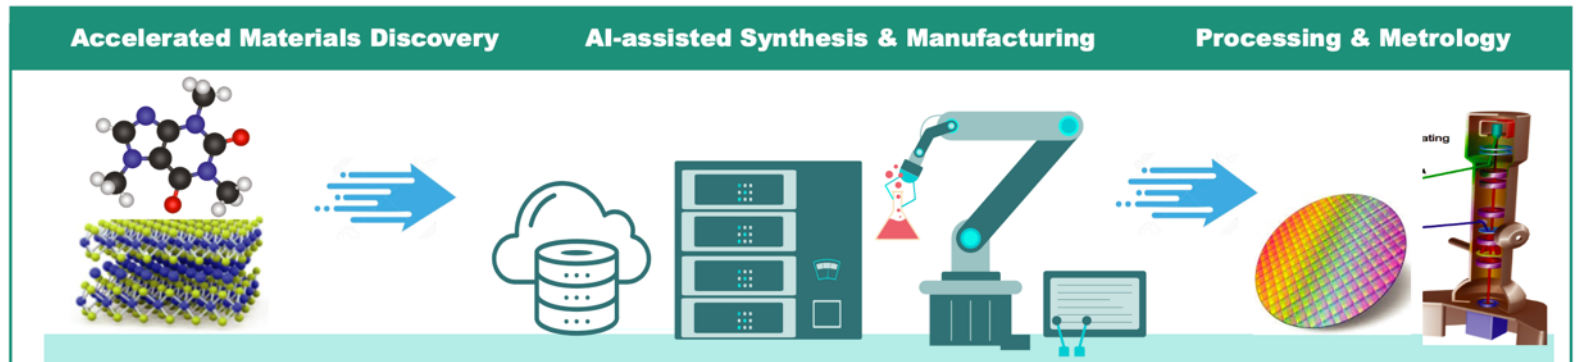 Accelerated Materials Discovery
AI-assisted Synthesis & Manufacturing
Processing & Metrology